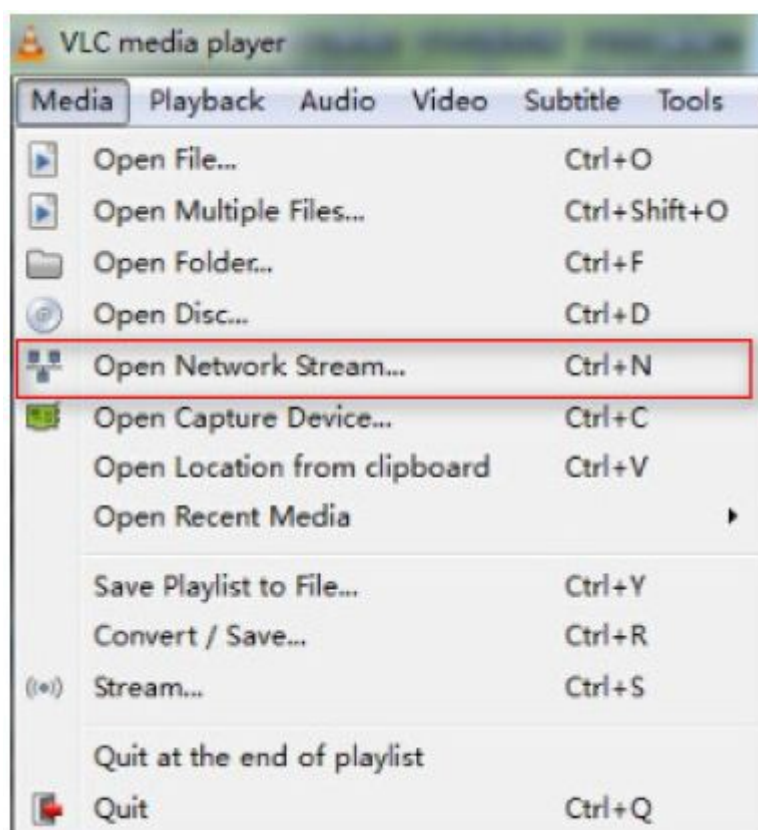 VLC media player
Media Playback Audio Video Subtitle Tools
Open File... Ctrl+O
Open Multiple Files... Ctrl+Shift+O
Open Folder... Ctrl+F
Open Disc... Ctrl+D
Open Network Stream... Ctrl+N
Open Capture Device... Ctrl+C
Open Location from clipboard Ctrl+V
Open Recent Media
Save Playlist to File... Ctrl+Y
Convert / Save... Ctrl+R
Stream... Ctrl+S
Quit at the end of playlist
Quit Ctrl+Q